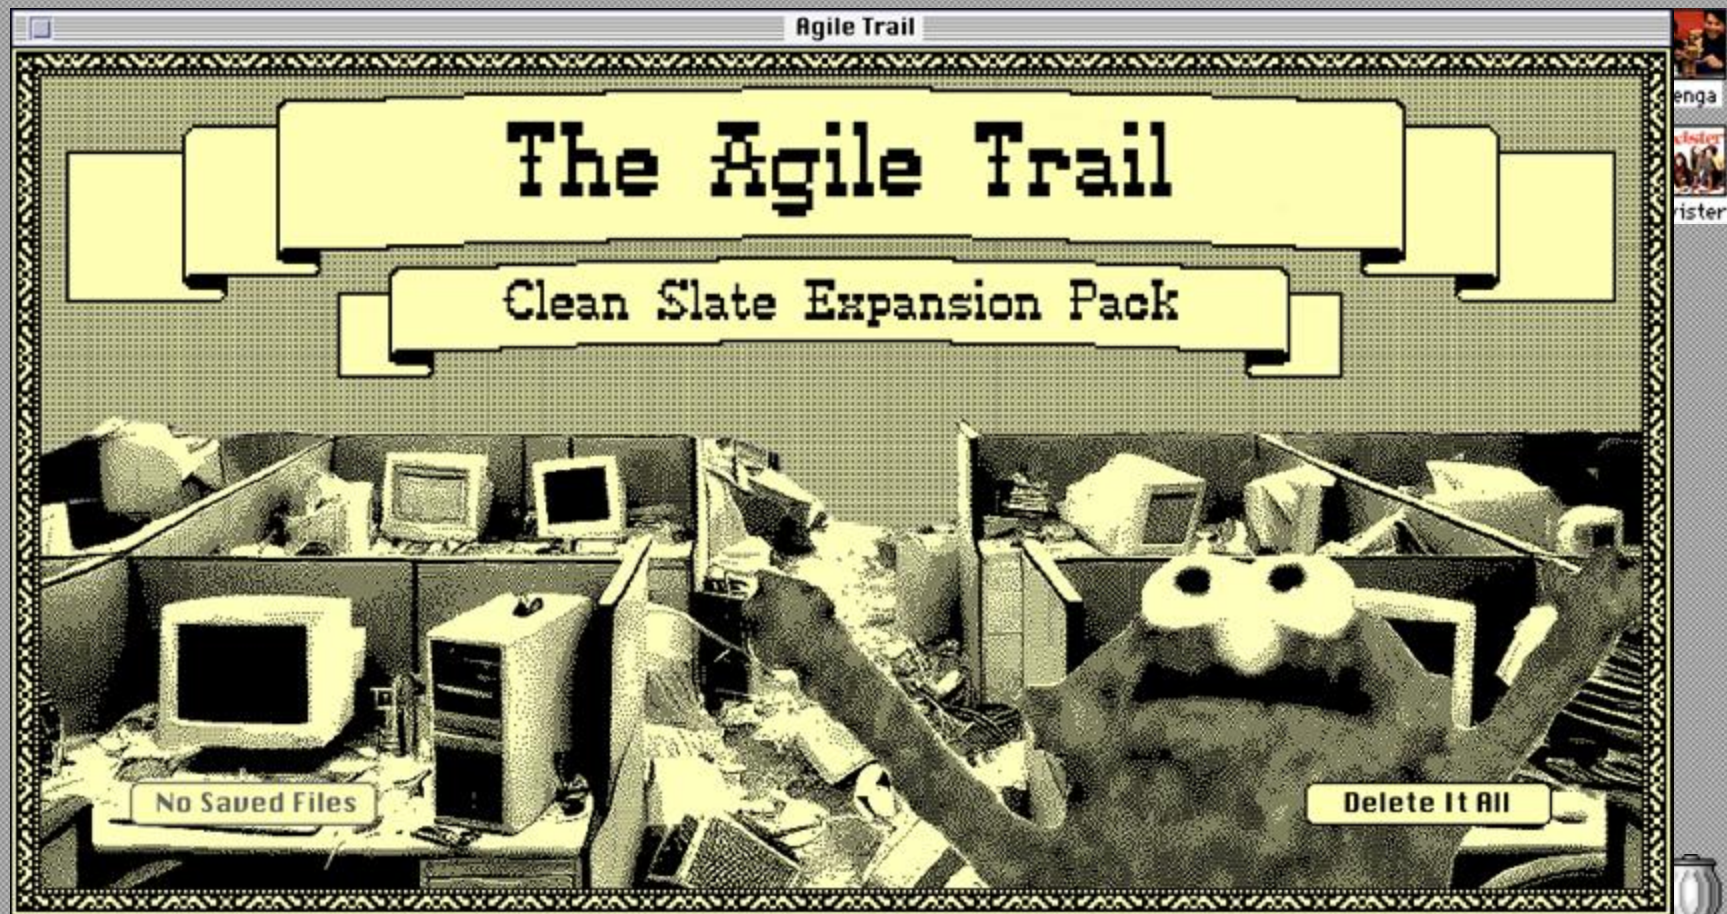 Agile Trail
The Agile Trail
Clean Slate Expansion Pack
No Saved Files
Delete It All
enga
ister